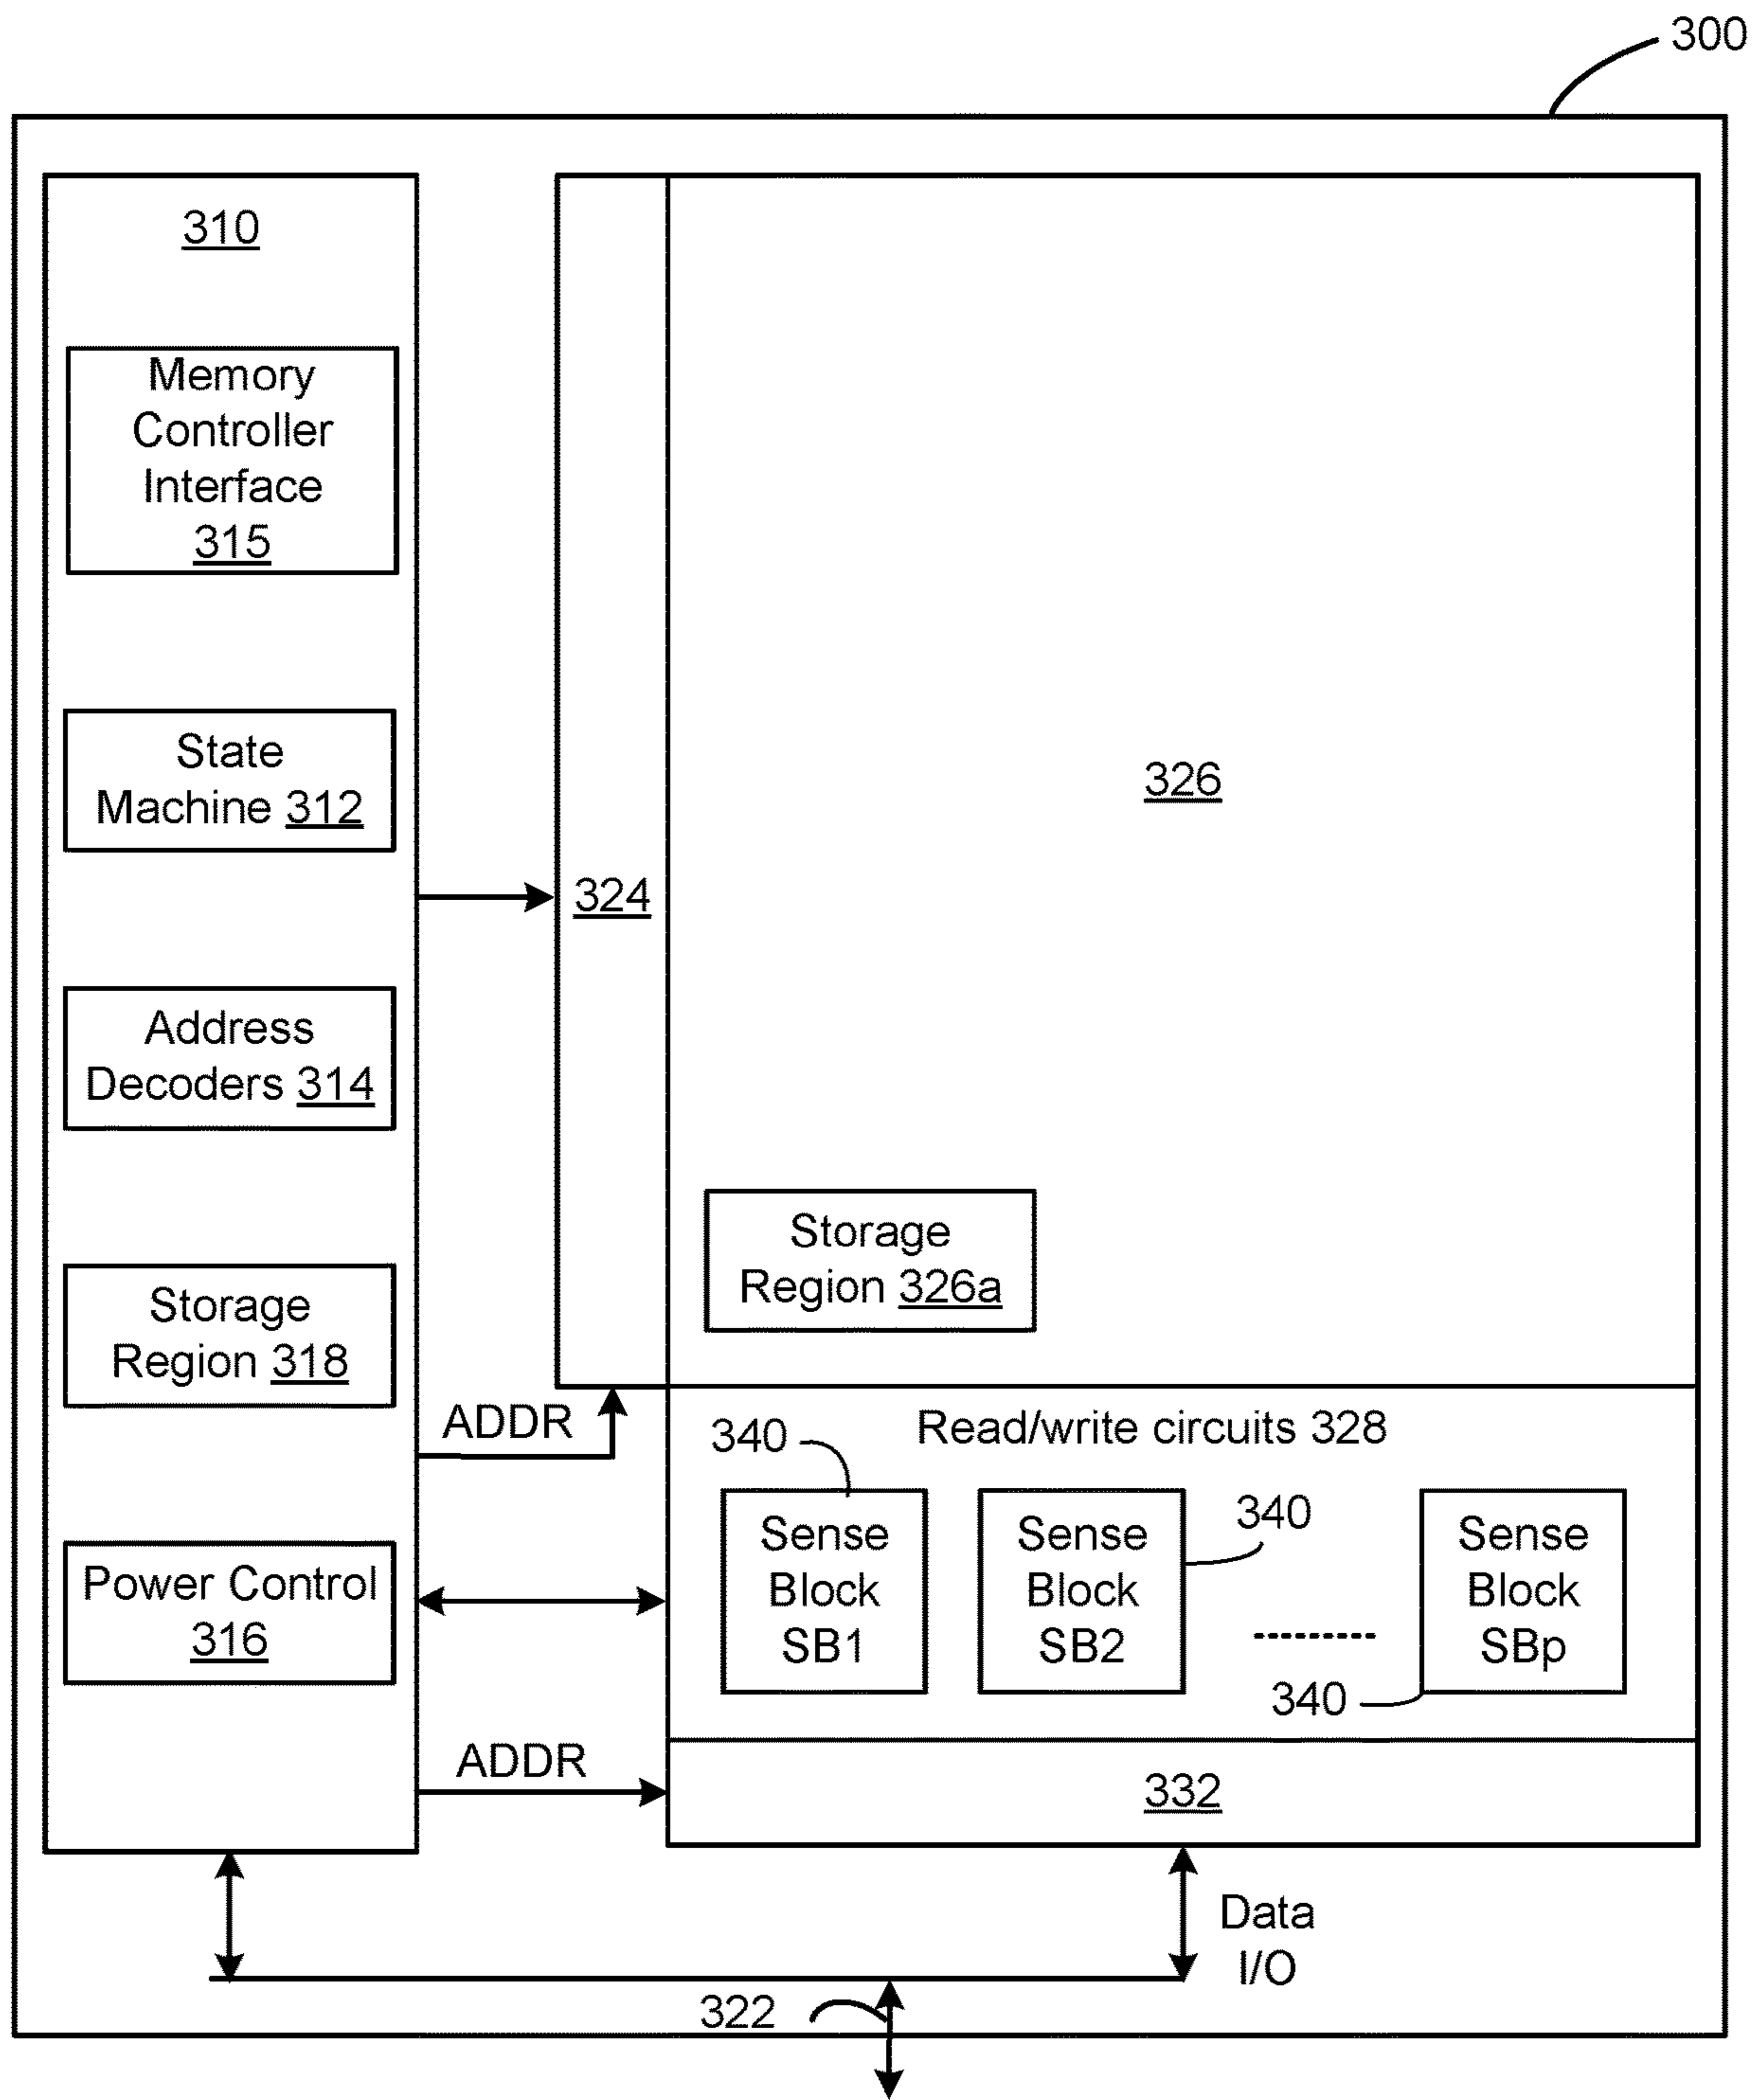 300
310
Memory
Controller
Interface
315
State
Machine 312
Address
Decoders 314
Storage
Region 318
Power Control
316
324
326
Storage
Region 326a
ADDR
Read/write circuits 328
340
Sense
Block
SB1
Sense
Block
SB2
340
Sense
Block
SBp
340
ADDR
332
Data
I/O
322